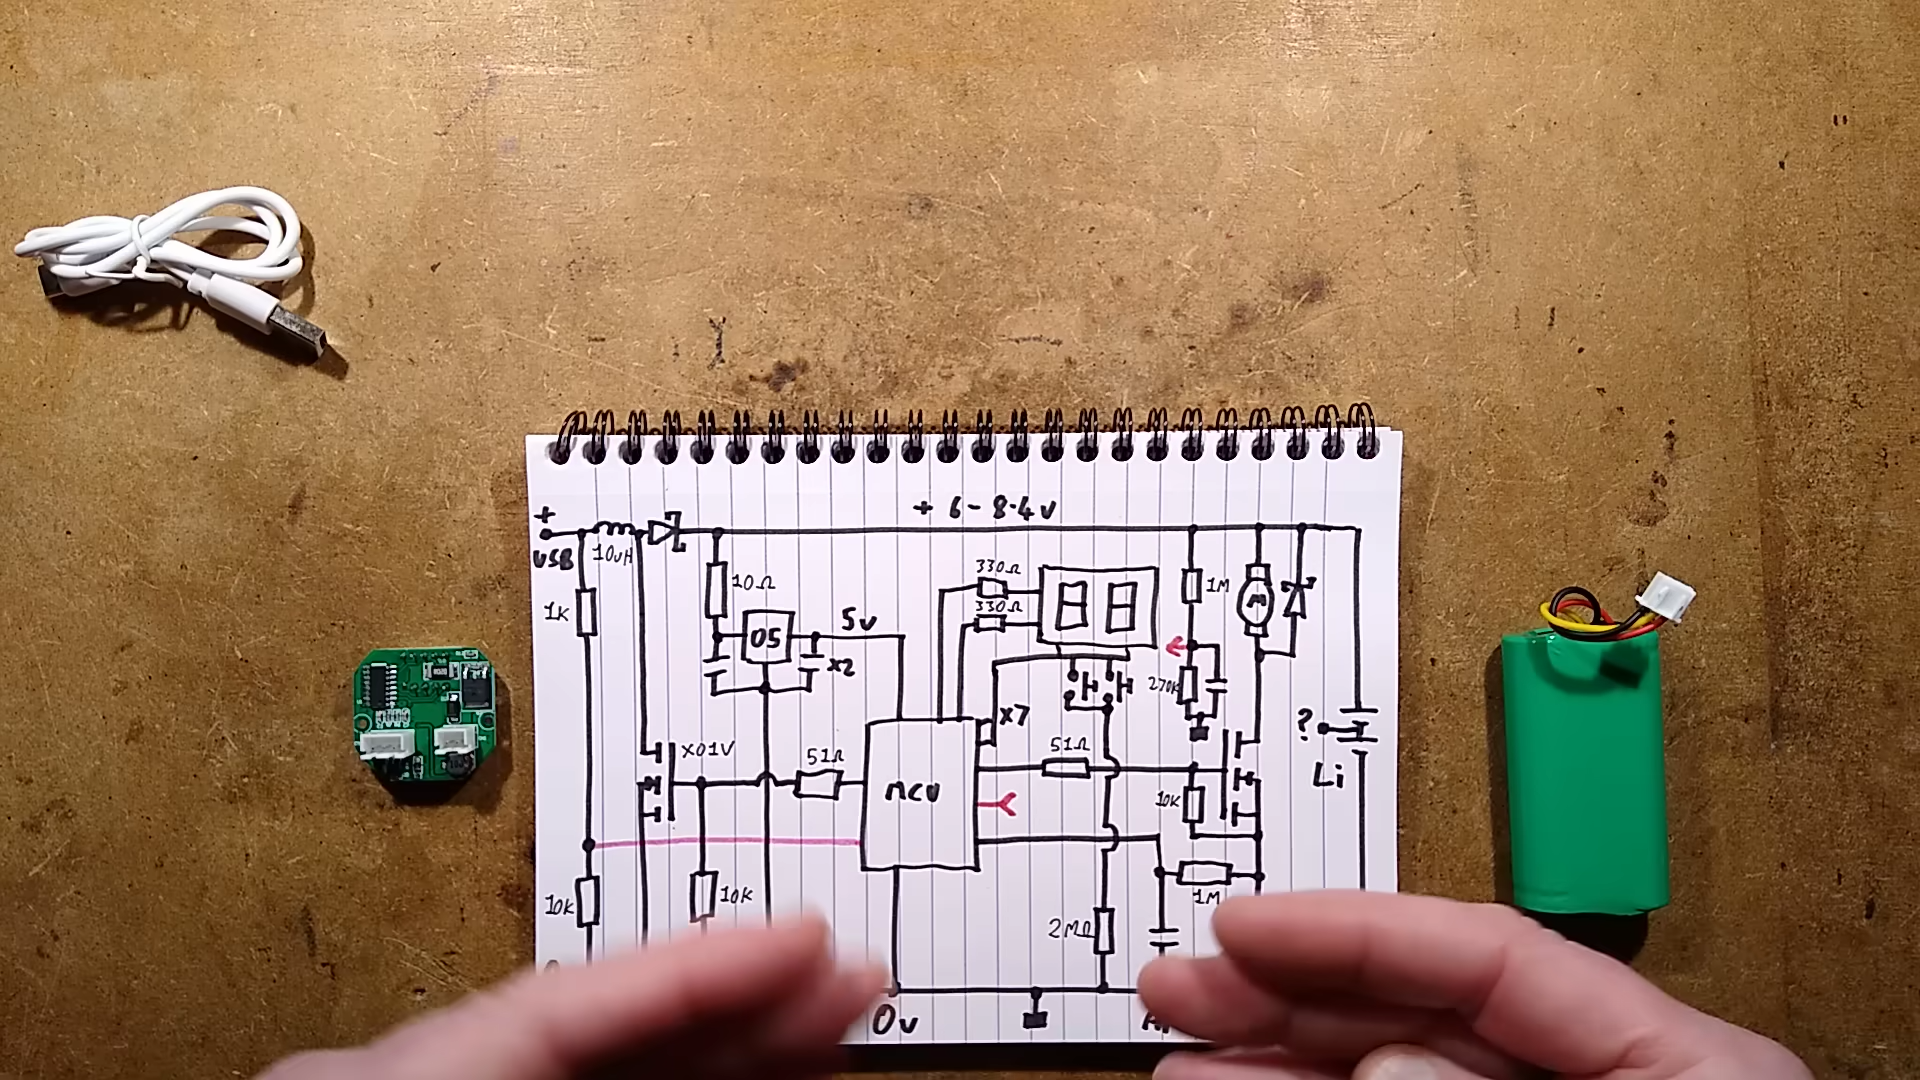 + 6-8.4V
+
USB
10uH
10Ω
330Ω
330Ω
1K
05
5v
x2
1M
M
270K
x7
?
X01V
51Ω
MCU
51Ω
10K
Li
10K
10K
1M
2MΩ
0v